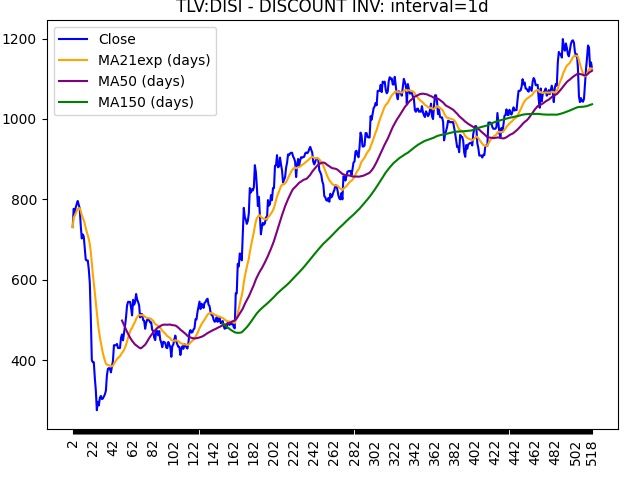 TLV:DISI - DISCOUNT INV: interval=1d
Close
MA21exp (days)
MA50 (days)
MA150 (days)
1200
1000
800
600
400
2 22 42 62 82 102 122 142 162 182 202 222 242 262 282 302 322 342 362 382 402 422 442 462 482 502 518